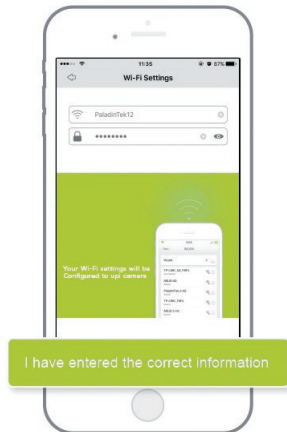 11:35
87%
Wi-Fi Settings
PaladinTek12
Your Wi-Fi settings will be
Configured to upi camera
WLAN
I have entered the correct information